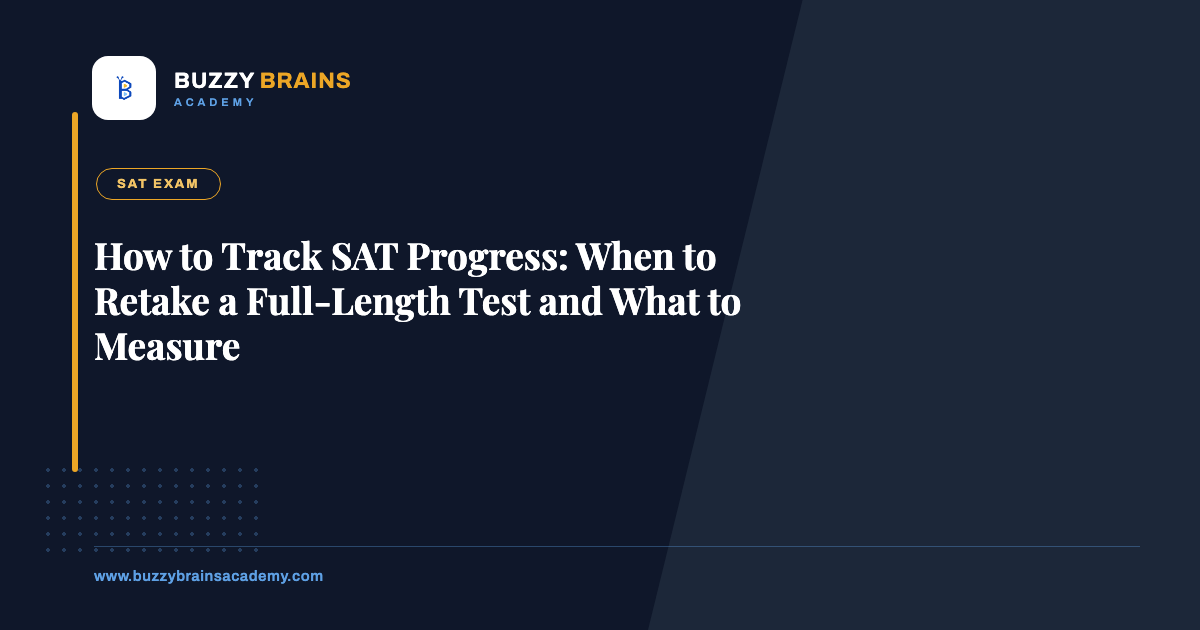 BUZZY BRAINS
ACADEMY
SAT EXAM
How to Track SAT Progress: When to
Retake a Full-Length Test and What to
Measure
www.buzzybrainsacademy.com